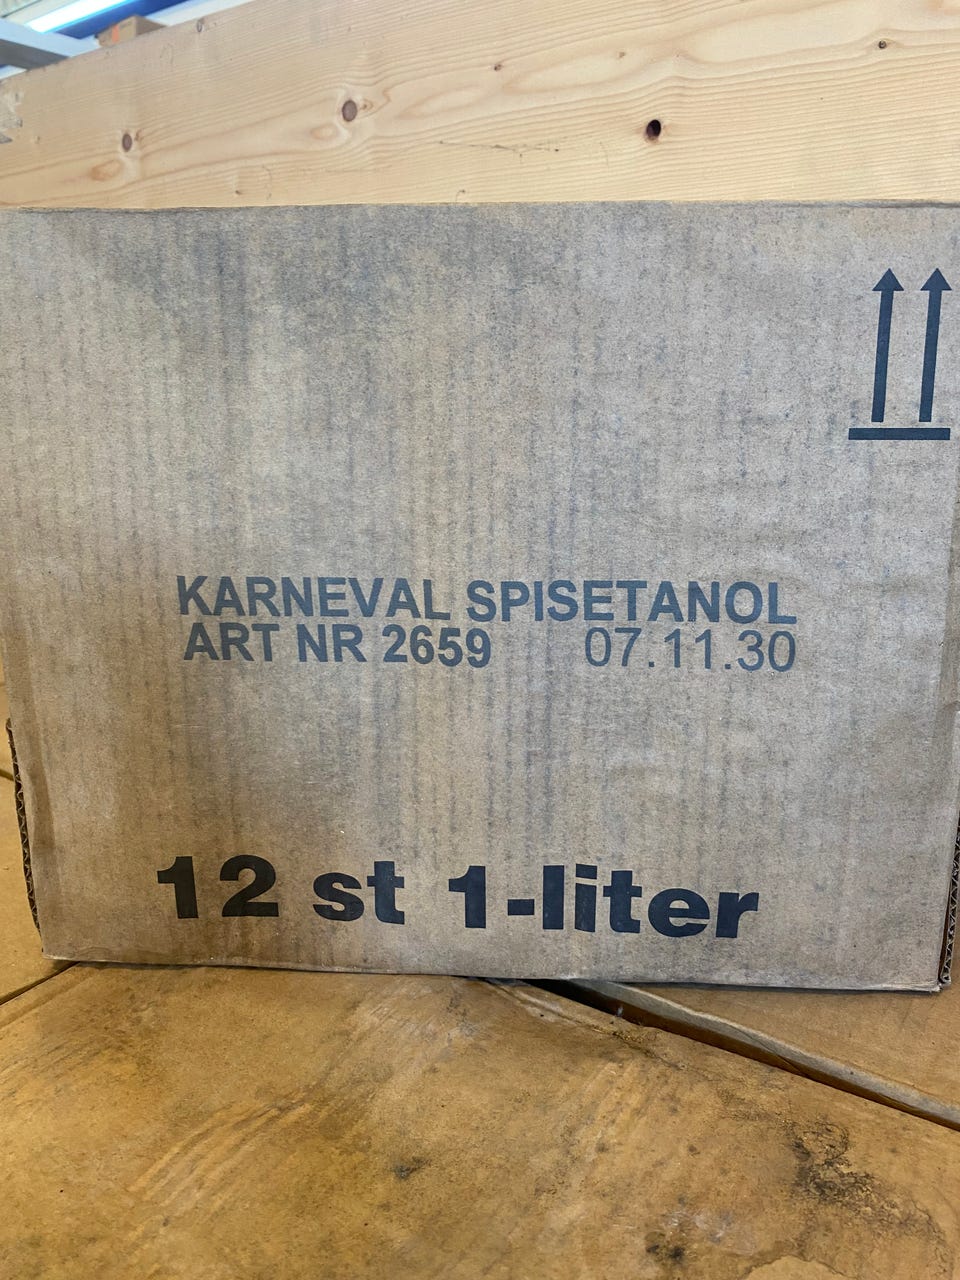 KARNEVAL SPISETANOL
ART NR 2659 07.11.30
12 st 1-liter